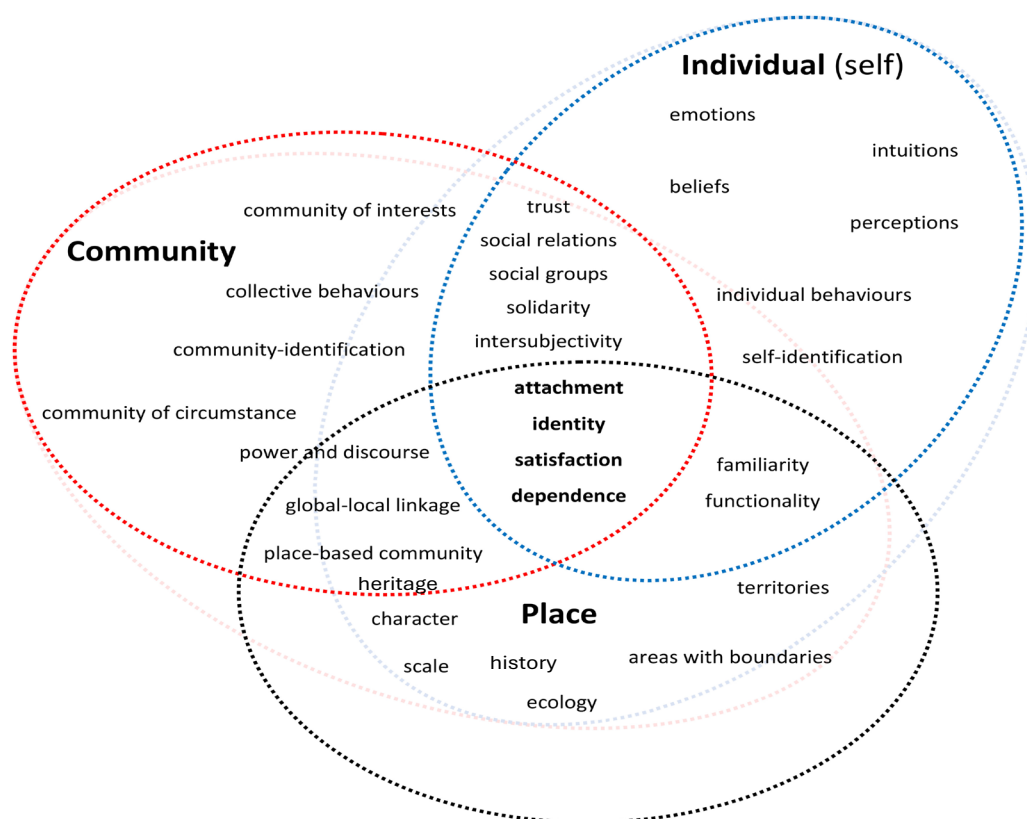 Individual (self)
emotions
intuitions
beliefs
perceptions
individual behaviours
self-identification
Community
community of interests
collective behaviours
community-identification
community of circumstance
trust
social relations
social groups
solidarity
intersubjectivity
attachment
identity
satisfaction
dependence
power and discourse
global-local linkage
place-based community
heritage
familiarity
functionality
Place
territories
character
scale
history
areas with boundaries
ecology